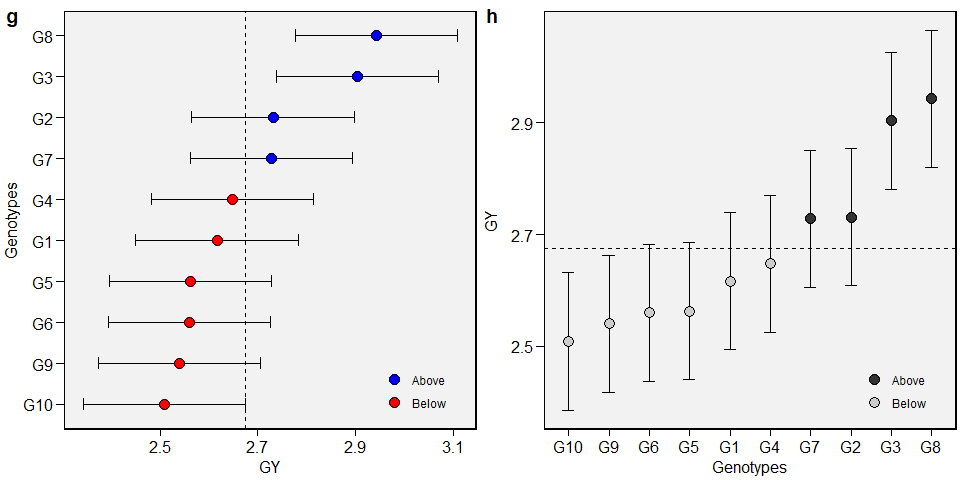 g
Genotypes
G8
G3
G2
G7
G4
G1
G5
G6
G9
G10
Above
Below
2.5 2.7 2.9 3.1
GY
h
GY
2.9
2.7
2.5
Above
Below
G10 G9 G6 G5 G1 G4 G7 G2 G3 G8
Genotypes